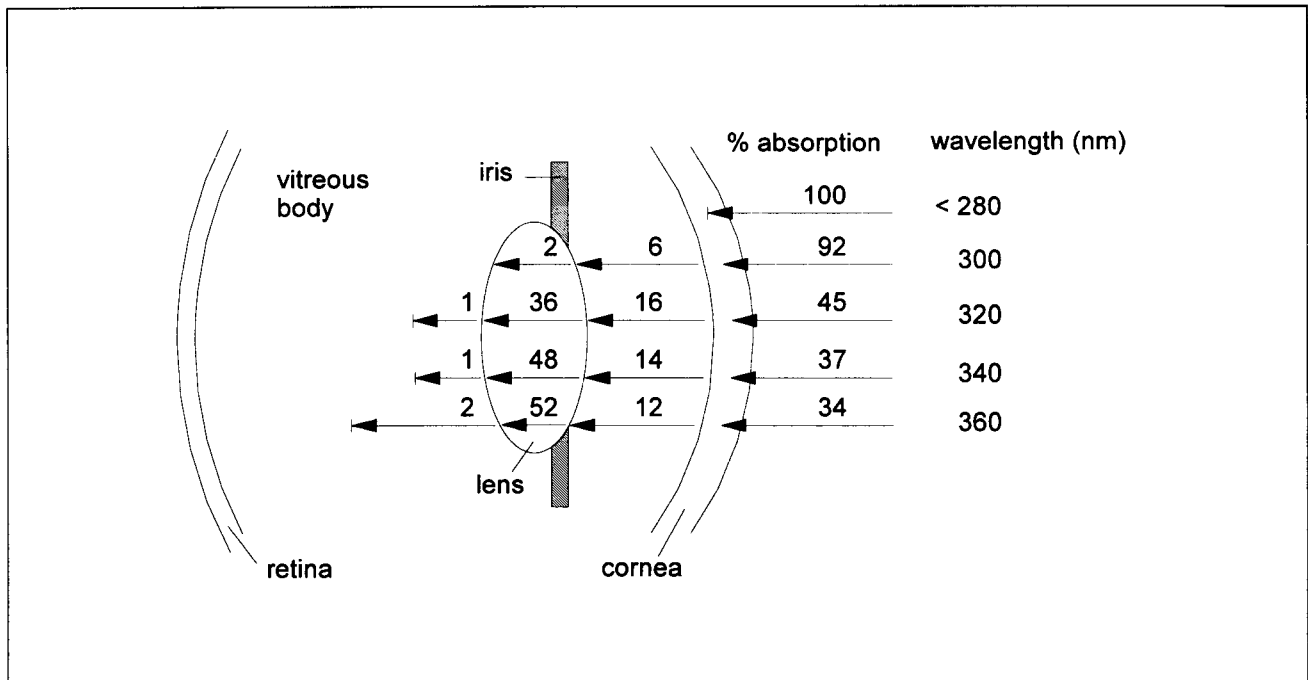 % absorption wavelength (nm)
vitreous
body
iris
100 < 280
2 6 92 300
1 36 16 45 320
1 48 14 37 340
2 52 12 34 360
lens
retina
cornea